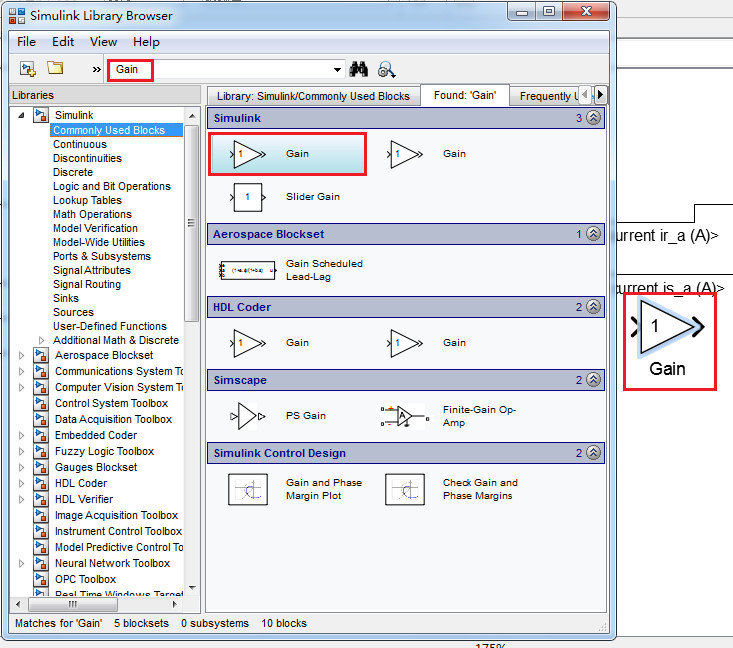 Simulink Library Browser
File Edit View Help
Gain
Libraries
Simulink
Commonly Used Blocks
Continuous
Discontinuities
Discrete
Logic and Bit Operations
Lookup Tables
Math Operations
Model Verification
Model-Wide Utilities
Ports & Subsystems
Signal Attributes
Signal Routing
Sinks
Sources
User-Defined Functions
Additional Math & Discrete
Aerospace Blockset
Communications System To
Computer Vision System T
Control System Toolbox
Data Acquisition Toolbox
Embedded Coder
Fuzzy Logic Toolbox
Gauges Blockset
HDL Coder
HDL Verifier
Image Acquisition Toolbox
Instrument Control Toolbox
Model Predictive Control To
Neural Network Toolbox
OPC Toolbox
Real-Time Windows Target
Library: Simulink/Commonly Used Blocks
Found: 'Gain'
Frequently U
Simulink 3
1 Gain
1 Gain
1 Slider Gain
Aerospace Blockset 1
Gain Scheduled
Lead-Lag
HDL Coder 2
1 Gain
1 Gain
Simscape 2
PS Gain
Finite-Gain Op-
Amp
Simulink Control Design 2
Gain and Phase
Margin Plot
Check Gain and
Phase Margins
Matches for 'Gain' 5 blocksets 0 subsystems 10 blocks
urrent ir_a (A)>
urrent is_a (A)>
1
Gain
175%